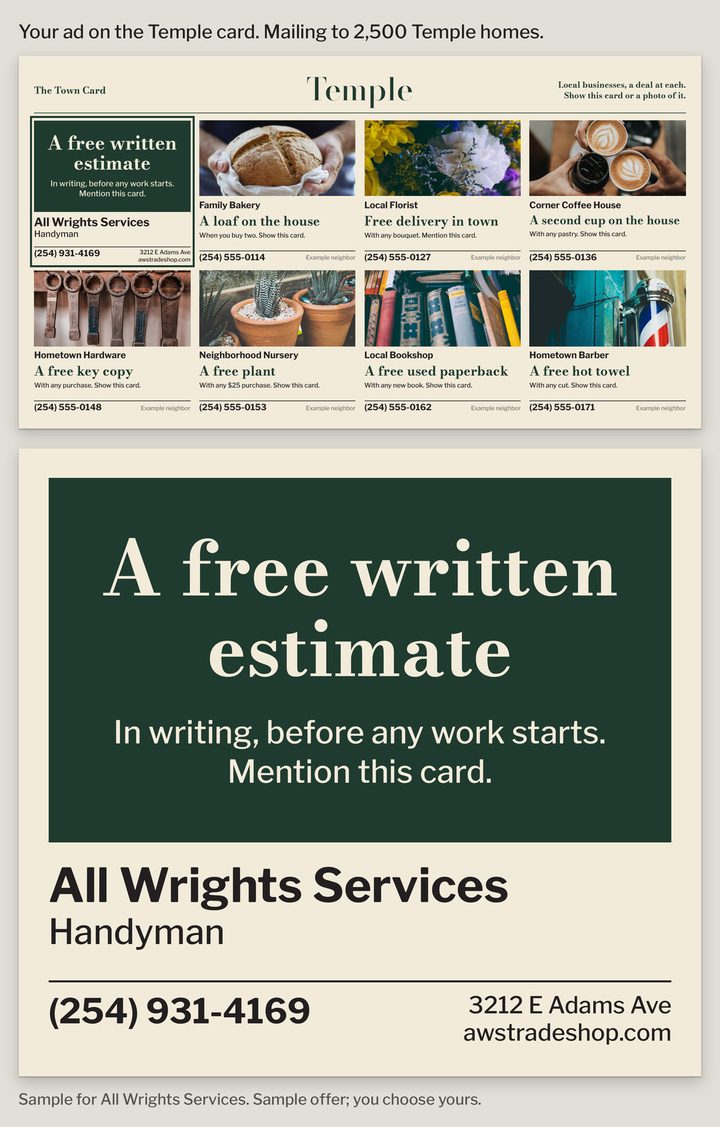 Your ad on the Temple card. Mailing to 2,500 Temple homes.
The Town Card
Temple
Local businesses, a deal at each.
Show this card or a photo of it.
A free written
estimate
In writing, before any work starts.
Mention this card.
All Wrights Services
Handyman
(254) 931-4169
3212 E Adams Ave
awstradeshop.com
Family Bakery
A loaf on the house
When you buy two. Show this card.
(254) 555-0114
Example neighbor
Local Florist
Free delivery in town
With any bouquet. Mention this card.
(254) 555-0127
Example neighbor
Corner Coffee House
A second cup on the house
With any pastry. Show this card.
(254) 555-0136
Example neighbor
Hometown Hardware
A free key copy
With any purchase. Show this card.
(254) 555-0148
Example neighbor
Neighborhood Nursery
A free plant
With any $25 purchase. Show this card.
(254) 555-0153
Example neighbor
Local Bookshop
A free used paperback
With any new book. Show this card.
(254) 555-0162
Example neighbor
Hometown Barber
A free hot towel
With any cut. Show this card.
(254) 555-0171
Example neighbor
A free written
estimate
In writing, before any work starts.
Mention this card.
All Wrights Services
Handyman
(254) 931-4169
3212 E Adams Ave
awstradeshop.com
Sample for All Wrights Services. Sample offer; you choose yours.